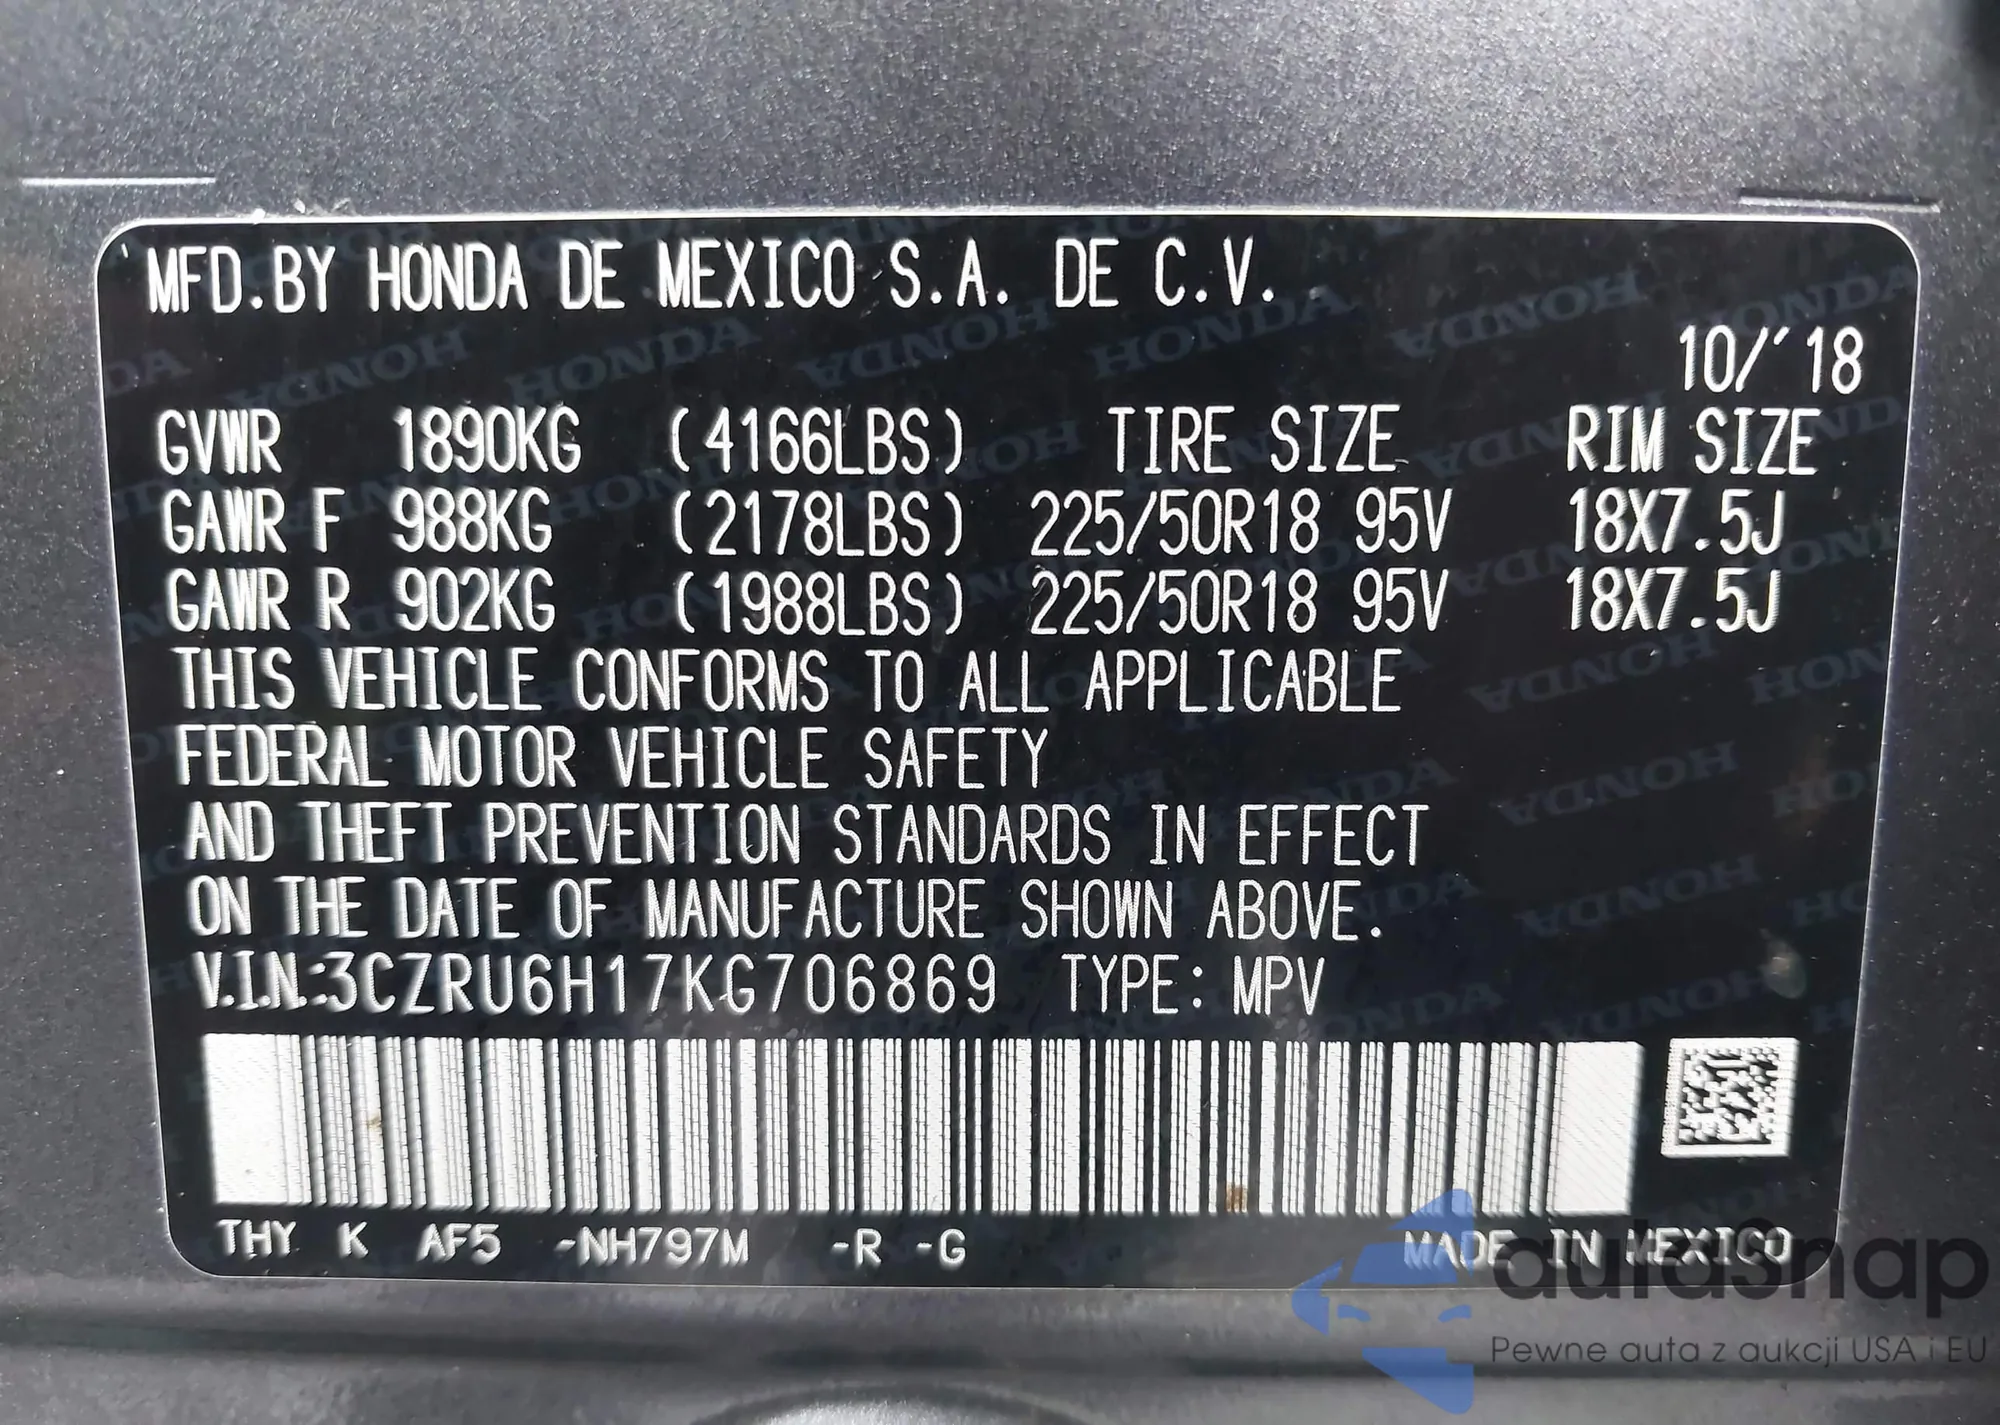 MFD.BY HONDA DE MEXICO S.A. DE C.V.
10/'18
GVWR 1890KG (4166LBS) TIRE SIZE RIM SIZE
GAWR F 988KG (2178LBS) 225/50R18 95V 18X7.5J
GAWR R 902KG (1988LBS) 225/50R18 95V 18X7.5J
THIS VEHICLE CONFORMS TO ALL APPLICABLE
FEDERAL MOTOR VEHICLE SAFETY
AND THEFT PREVENTION STANDARDS IN EFFECT
ON THE DATE OF MANUFACTURE SHOWN ABOVE.
V.I.N.:3CZRU6H17KG706869 TYPE: MPV
THY K AF5 -NH797M -R -G MADE IN MEXICO
autaSnap
Pewne auta z aukcji USA i EU